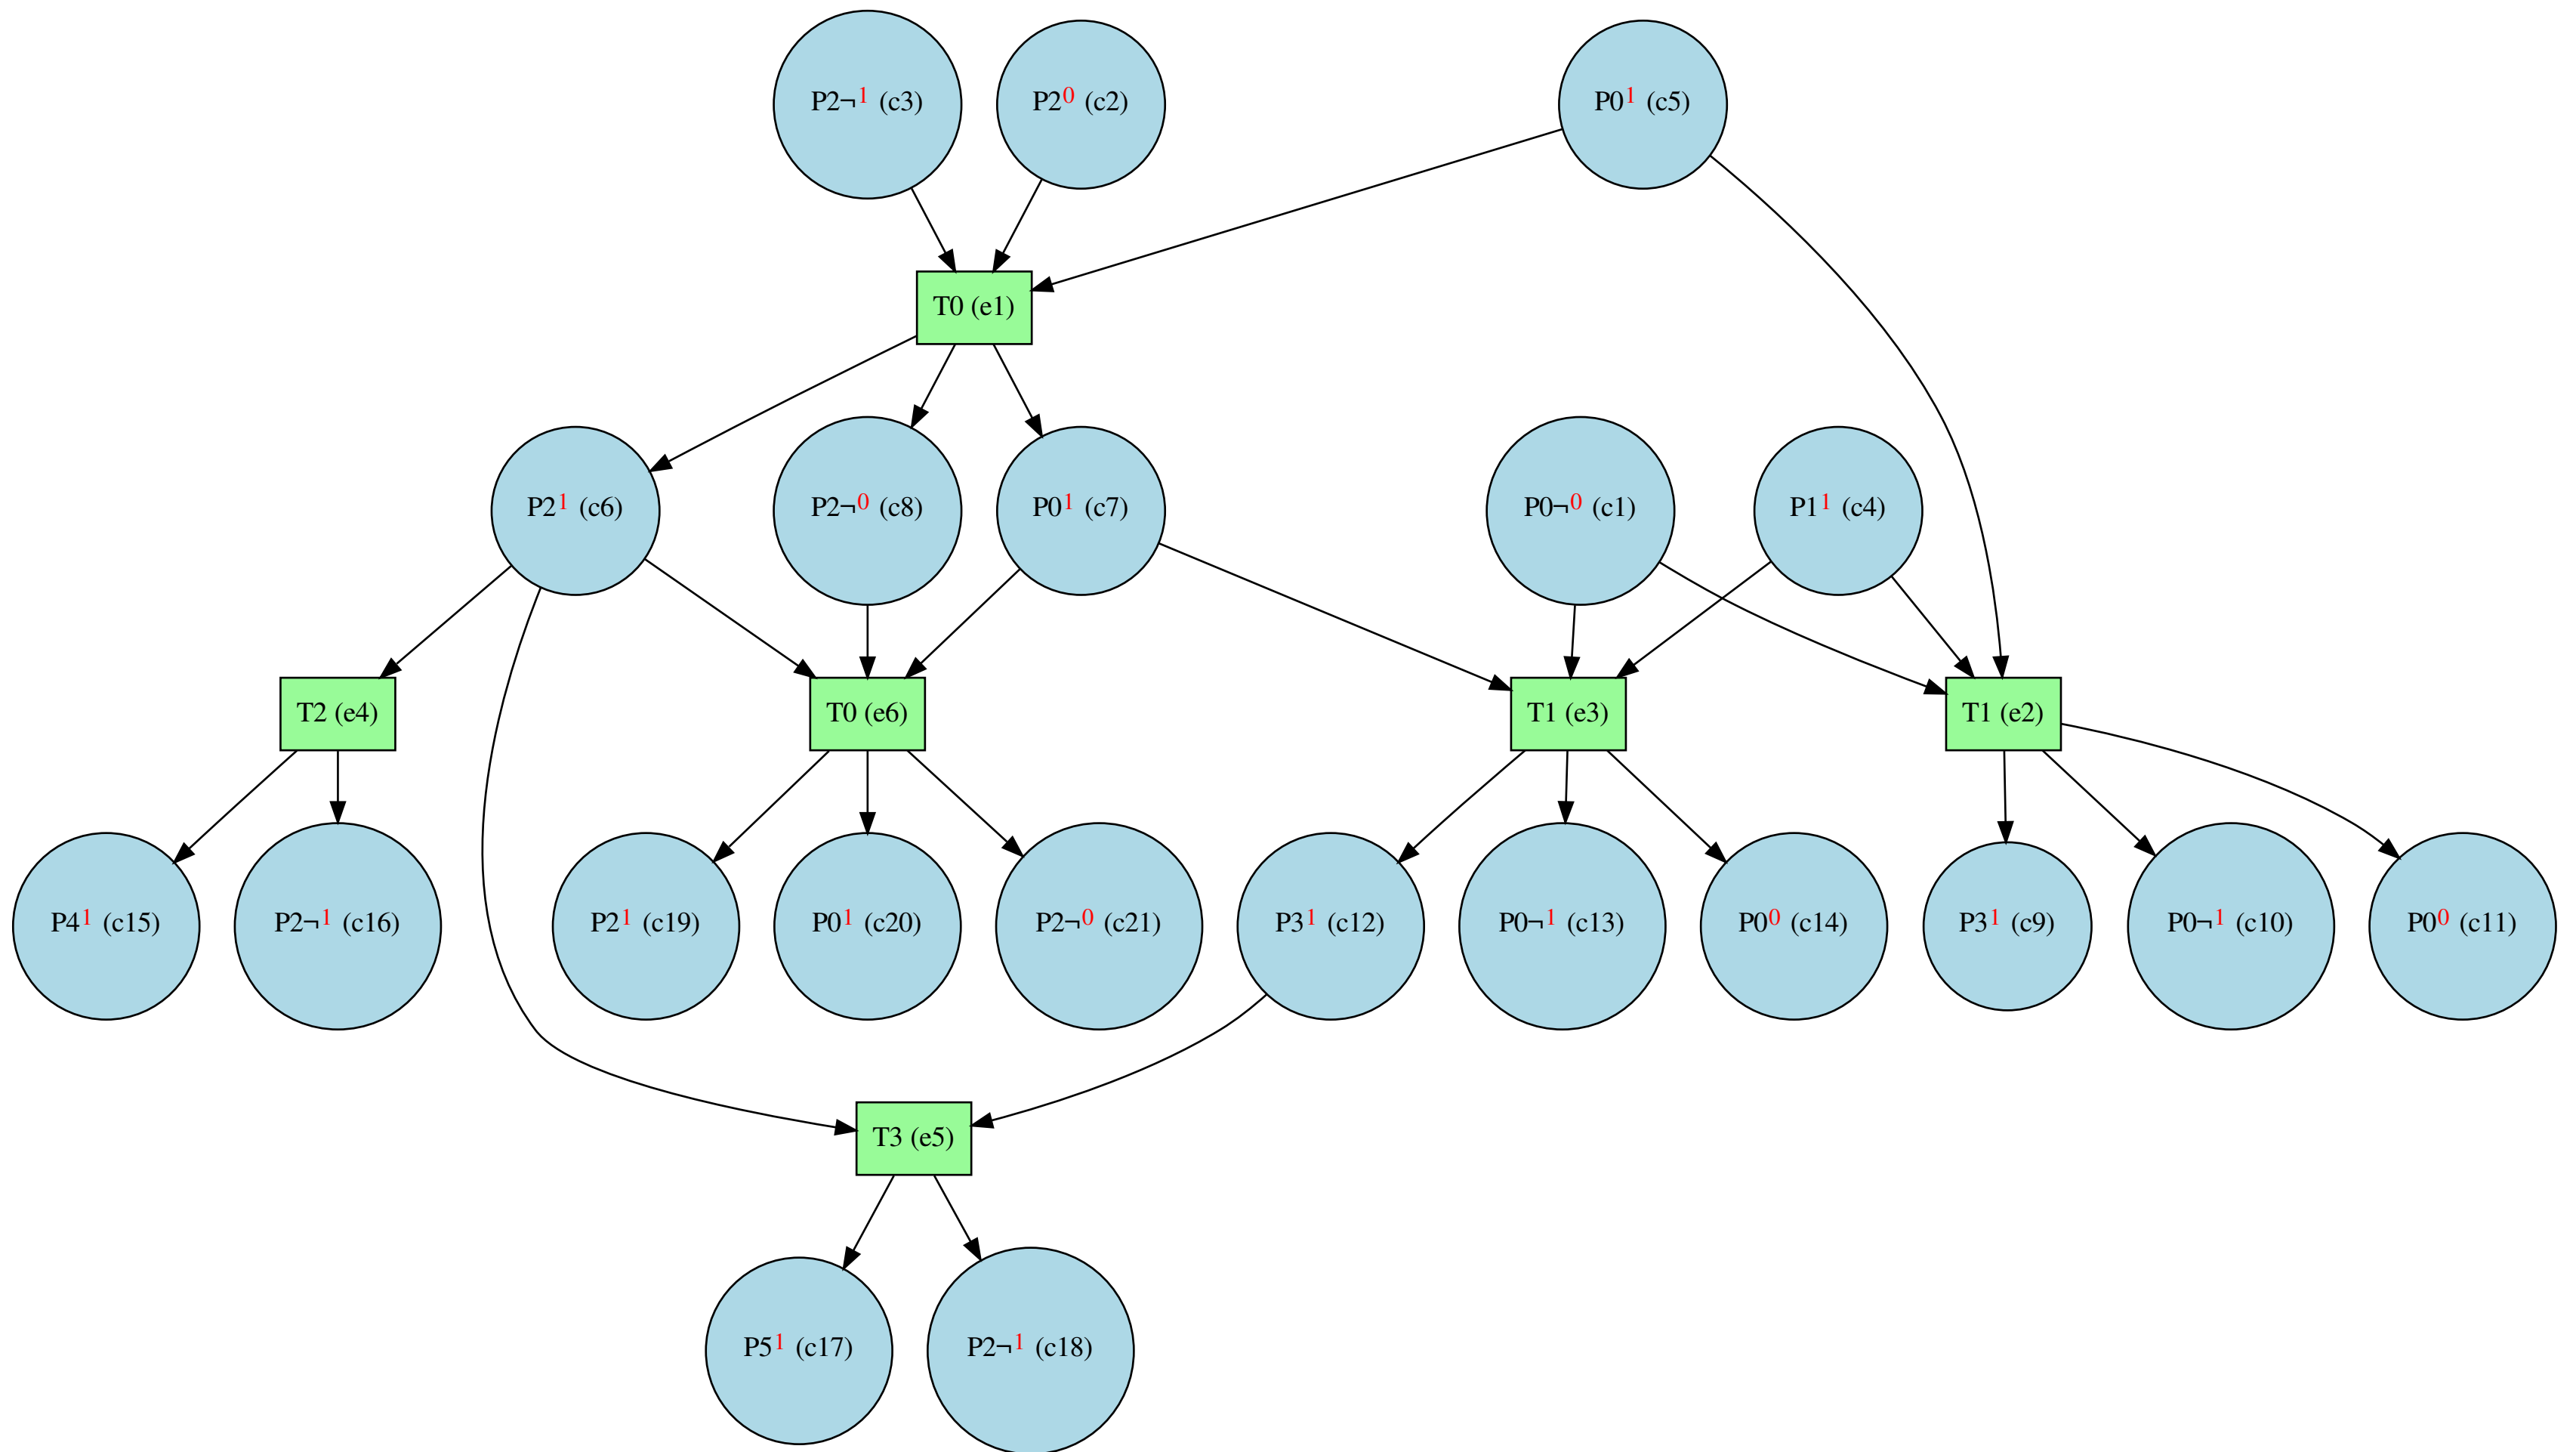 P2¬1 (c3)
P20 (c2)
P01 (c5)
T0 (e1)
P21 (c6)
P2¬0 (c8)
P01 (c7)
P0¬0 (c1)
P11 (c4)
T2 (e4)
T0 (e6)
T1 (e3)
T1 (e2)
P41 (c15)
P2¬1 (c16)
P21 (c19)
P01 (c20)
P2¬0 (c21)
P31 (c12)
P0¬1 (c13)
P00 (c14)
P31 (c9)
P0¬1 (c10)
P00 (c11)
T3 (e5)
P51 (c17)
P2¬1 (c18)